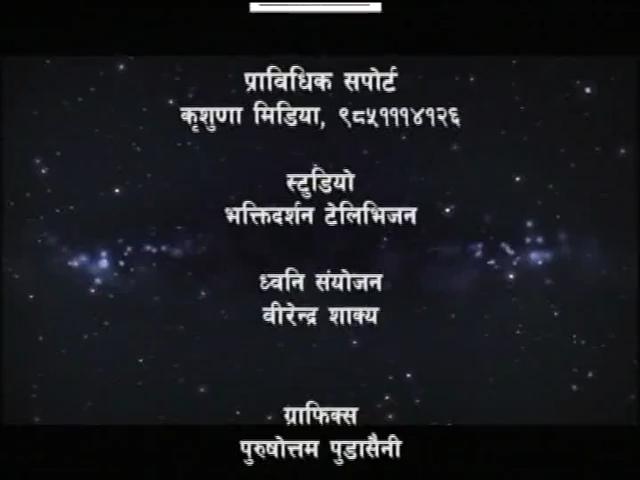 प्राविधिक सपोर्ट
कृशुणा मिडिया, ९८५१११४१२६
स्टुडियो
भक्तिदर्शन टेलिभिजन
ध्वनि संयोजन
वीरेन्द्र शाक्य
ग्राफिक्स
पुरुषोत्तम पुडासैनी